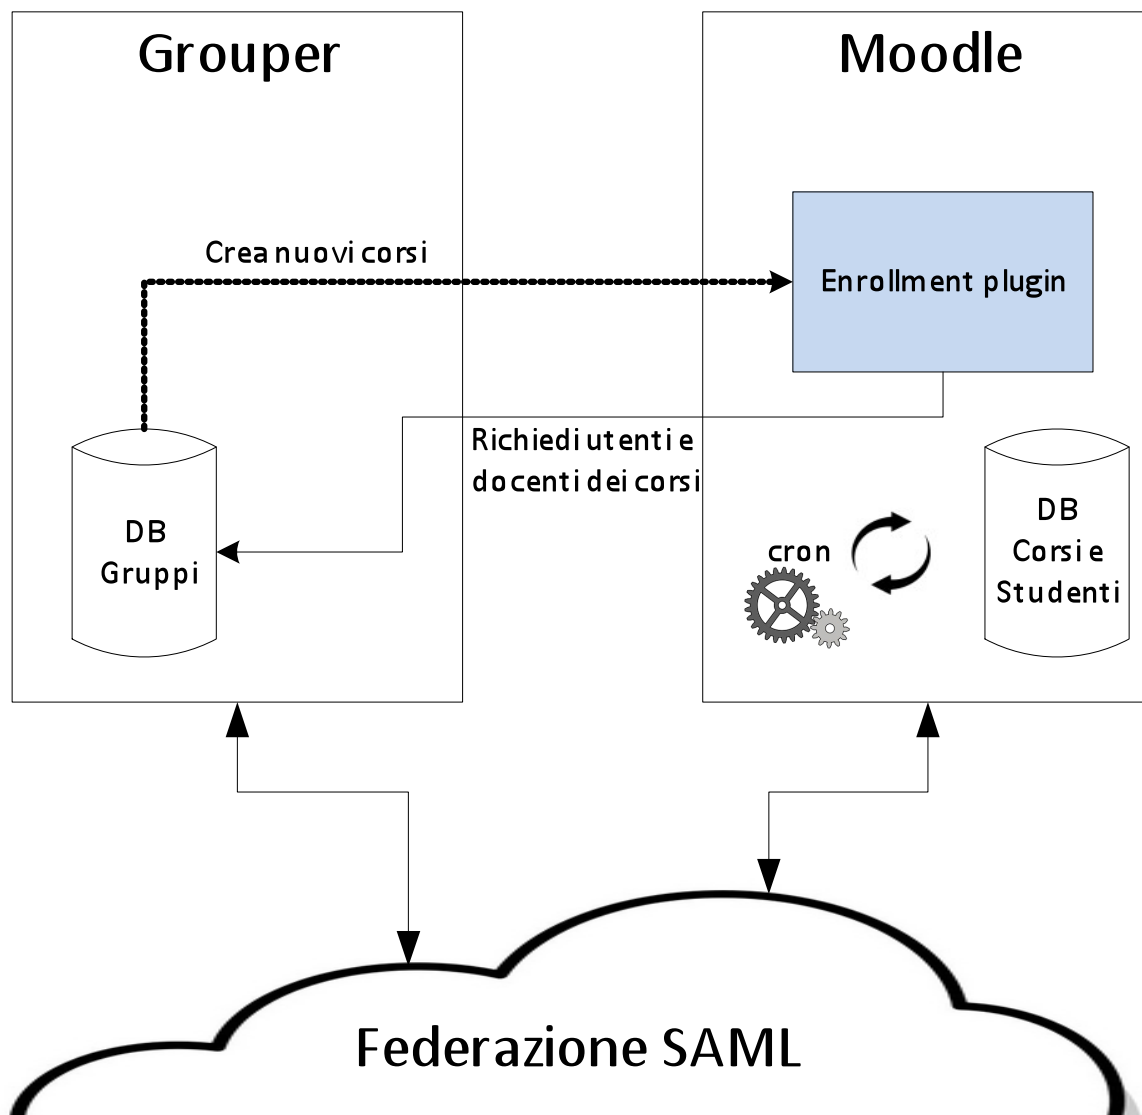 Grouper
Moodle
Crea nuovi corsi
Enrollment plugin
Richiedi utenti e
docenti dei corsi
DB
Gruppi
cron
DB
Corsi e
Studenti
Federazione SAML